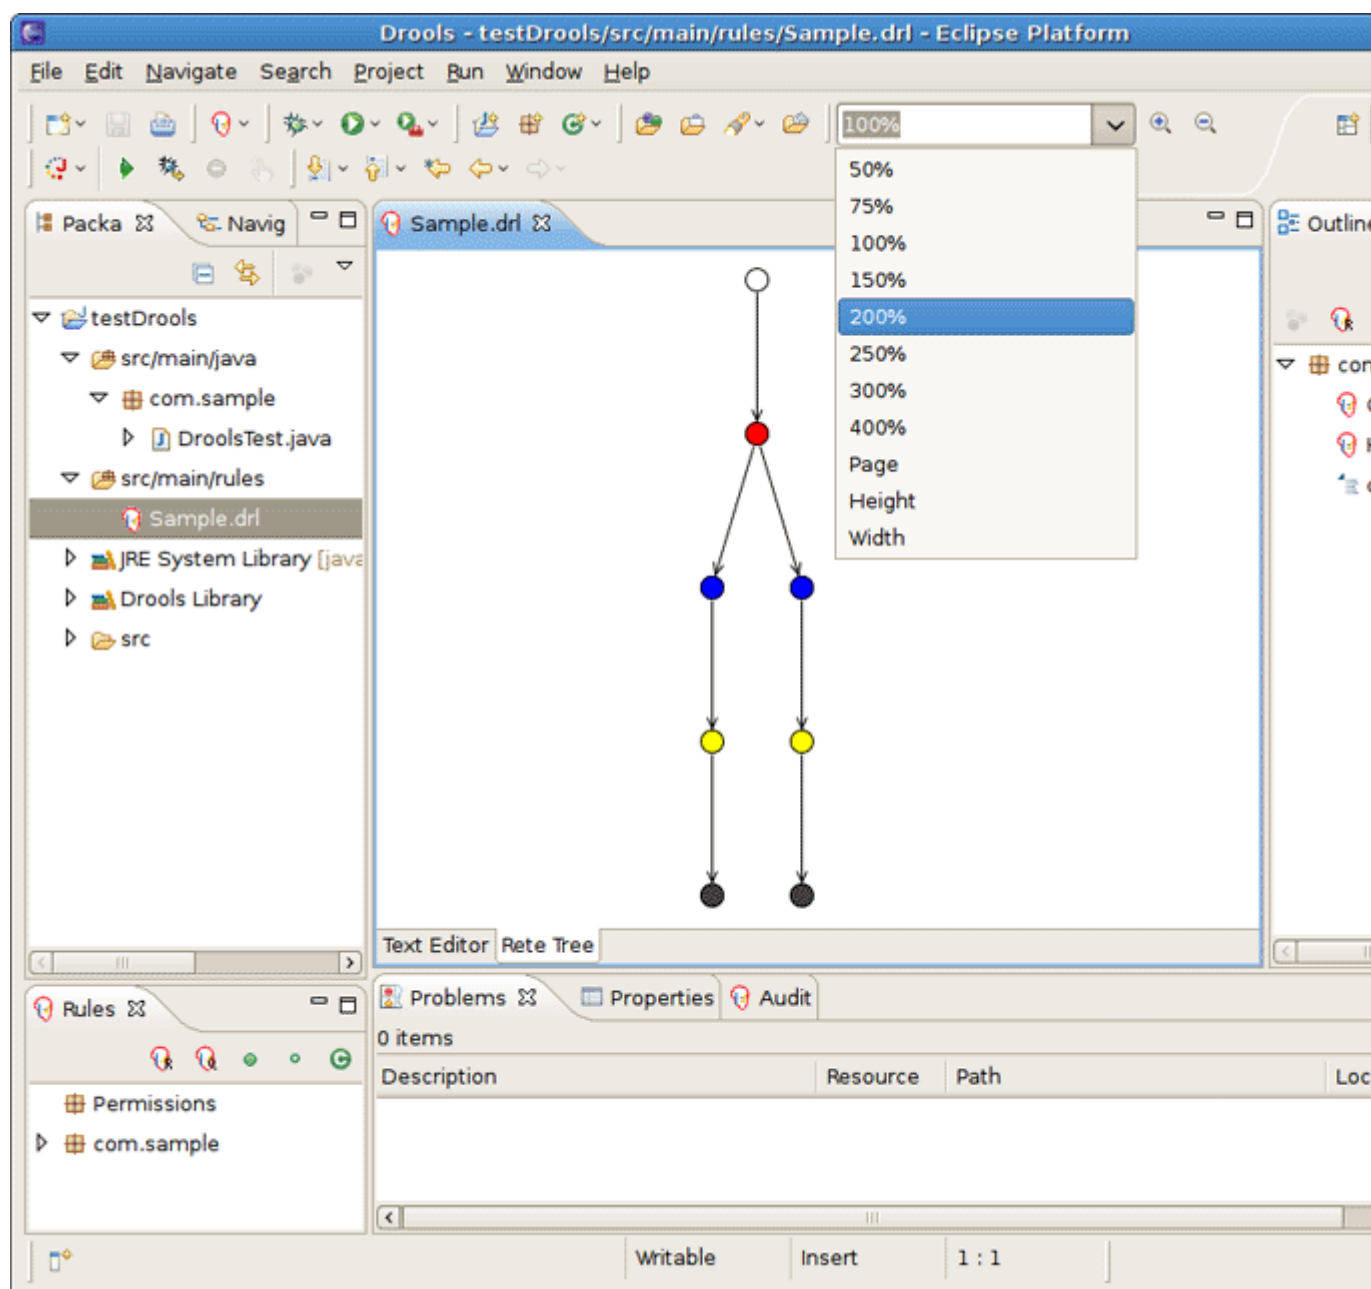 Drools - testDrools/src/main/rules/Sample.drl - Eclipse Platform
File Edit Navigate Search Project Run Window Help
100%
50%
75%
100%
150%
200%
250%
300%
400%
Page
Height
Width
Packa Navig
testDrools
src/main/java
com.sample
DroolsTest.java
src/main/rules
Sample.drl
JRE System Library [java
Drools Library
src
Sample.drl
Text Editor Rete Tree
Outline
con
Rules
Permissions
com.sample
Problems Properties Audit
0 items
Description Resource Path Loc
Writable Insert 1 : 1